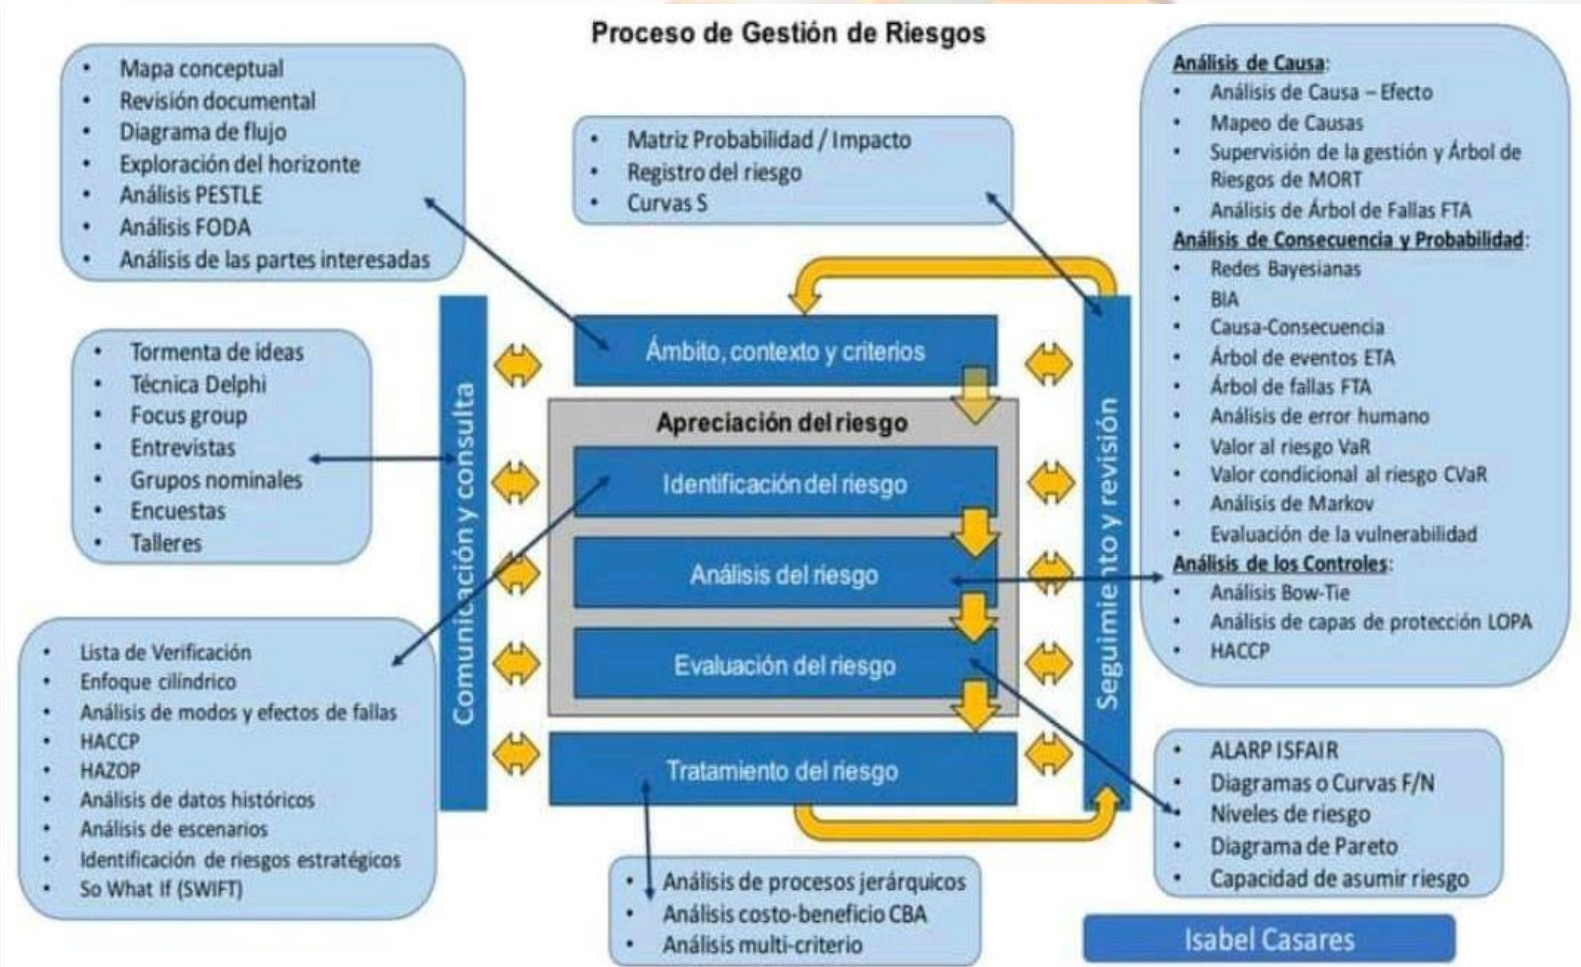 Proceso de Gestión de Riesgos
• Mapa conceptual
• Revisión documental
• Diagrama de flujo
• Exploración del horizonte
• Análisis PESTLE
• Análisis FODA
• Análisis de las partes interesadas
• Matriz Probabilidad / Impacto
• Registro del riesgo
• Curvas S
Análisis de Causa:
• Análisis de Causa – Efecto
• Mapeo de Causas
• Supervisión de la gestión y Árbol de
Riesgos de MORT
• Análisis de Árbol de Fallas FTA
Análisis de Consecuencia y Probabilidad:
• Redes Bayesianas
• BIA
• Causa-Consecuencia
• Árbol de eventos ETA
• Árbol de fallas FTA
• Análisis de error humano
• Valor al riesgo VaR
• Valor condicional al riesgo CVaR
• Análisis de Markov
• Evaluación de la vulnerabilidad
Análisis de los Controles:
• Análisis Bow-Tie
• Análisis de capas de protección LOPA
• HACCP
• Tormenta de ideas
• Técnica Delphi
• Focus group
• Entrevistas
• Grupos nominales
• Encuestas
• Talleres
Comunicación y consulta
Ámbito, contexto y criterios
Apreciación del riesgo
Identificación del riesgo
Análisis del riesgo
Evaluación del riesgo
Tratamiento del riesgo
Seguimiento y revisión
• Lista de Verificación
• Enfoque cilíndrico
• Análisis de modos y efectos de fallas
• HACCP
• HAZOP
• Análisis de datos históricos
• Análisis de escenarios
• Identificación de riesgos estratégicos
• So What If (SWIFT)
• Análisis de procesos jerárquicos
• Análisis costo-beneficio CBA
• Análisis multi-criterio
• ALARP ISFAIR
• Diagramas o Curvas F/N
• Niveles de riesgo
• Diagrama de Pareto
• Capacidad de asumir riesgo
Isabel Casares